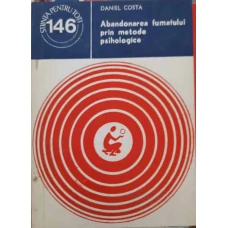 ȘTIINȚA PENTRU TOȚI
146
DANIEL COSTA
Abandonarea fumatului
prin metode
psihologice